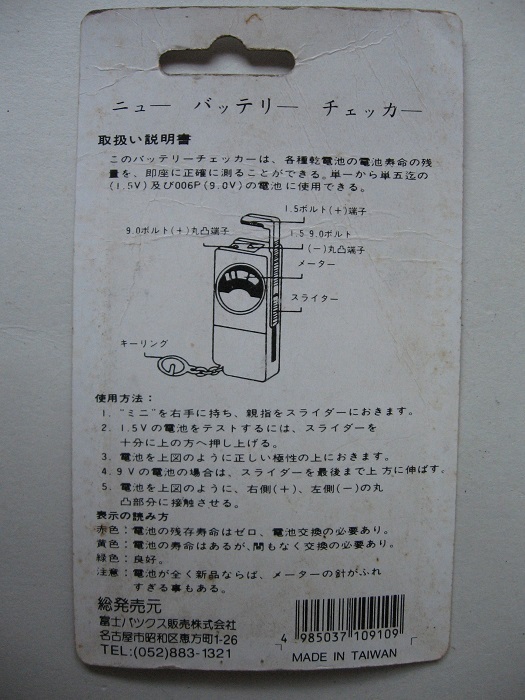 ニュー バッテリー チェッカー
取扱い説明書
このバッテリーチェッカーは、各種乾電池の電池寿命の残
量を、即座に正確に測ることができる。単一から単五迄の
(1.5V)及び006P(9.0V)の電池に使用できる。
1.5ボルト(+)端子
9.0ボルト(+)丸凸端子
1.5 9.0ボルト
(−)丸凸端子
メーター
スライター
キーリング
使用方法：
1. "ミニ"を右手に持ち、親指をスライダーにおきます。
2. 1.5Vの電池をテストするには、スライダーを
十分に上の方へ押し上げる。
3. 電池を上図のように正しい極性の上におきます。
4. 9Vの電池の場合は、スライダーを最後まで上方に伸ばす。
5. 電池を上図のように、右側(+)、左側(−)の丸
凸部分に接触させる。
表示の読み方
赤色：電池の残存寿命はゼロ、電池交換の必要あり。
黄色：電池の寿命はあるが、間もなく交換の必要あり。
緑色：良好。
注意：電池が全く新品ならば、メーターの針がふれ
すぎる事もある。
総発売元
富士パックス販売株式会社
名古屋市昭和区恵方町1-26
TEL:(052)883-1321
4 985037 109109
MADE IN TAIWAN